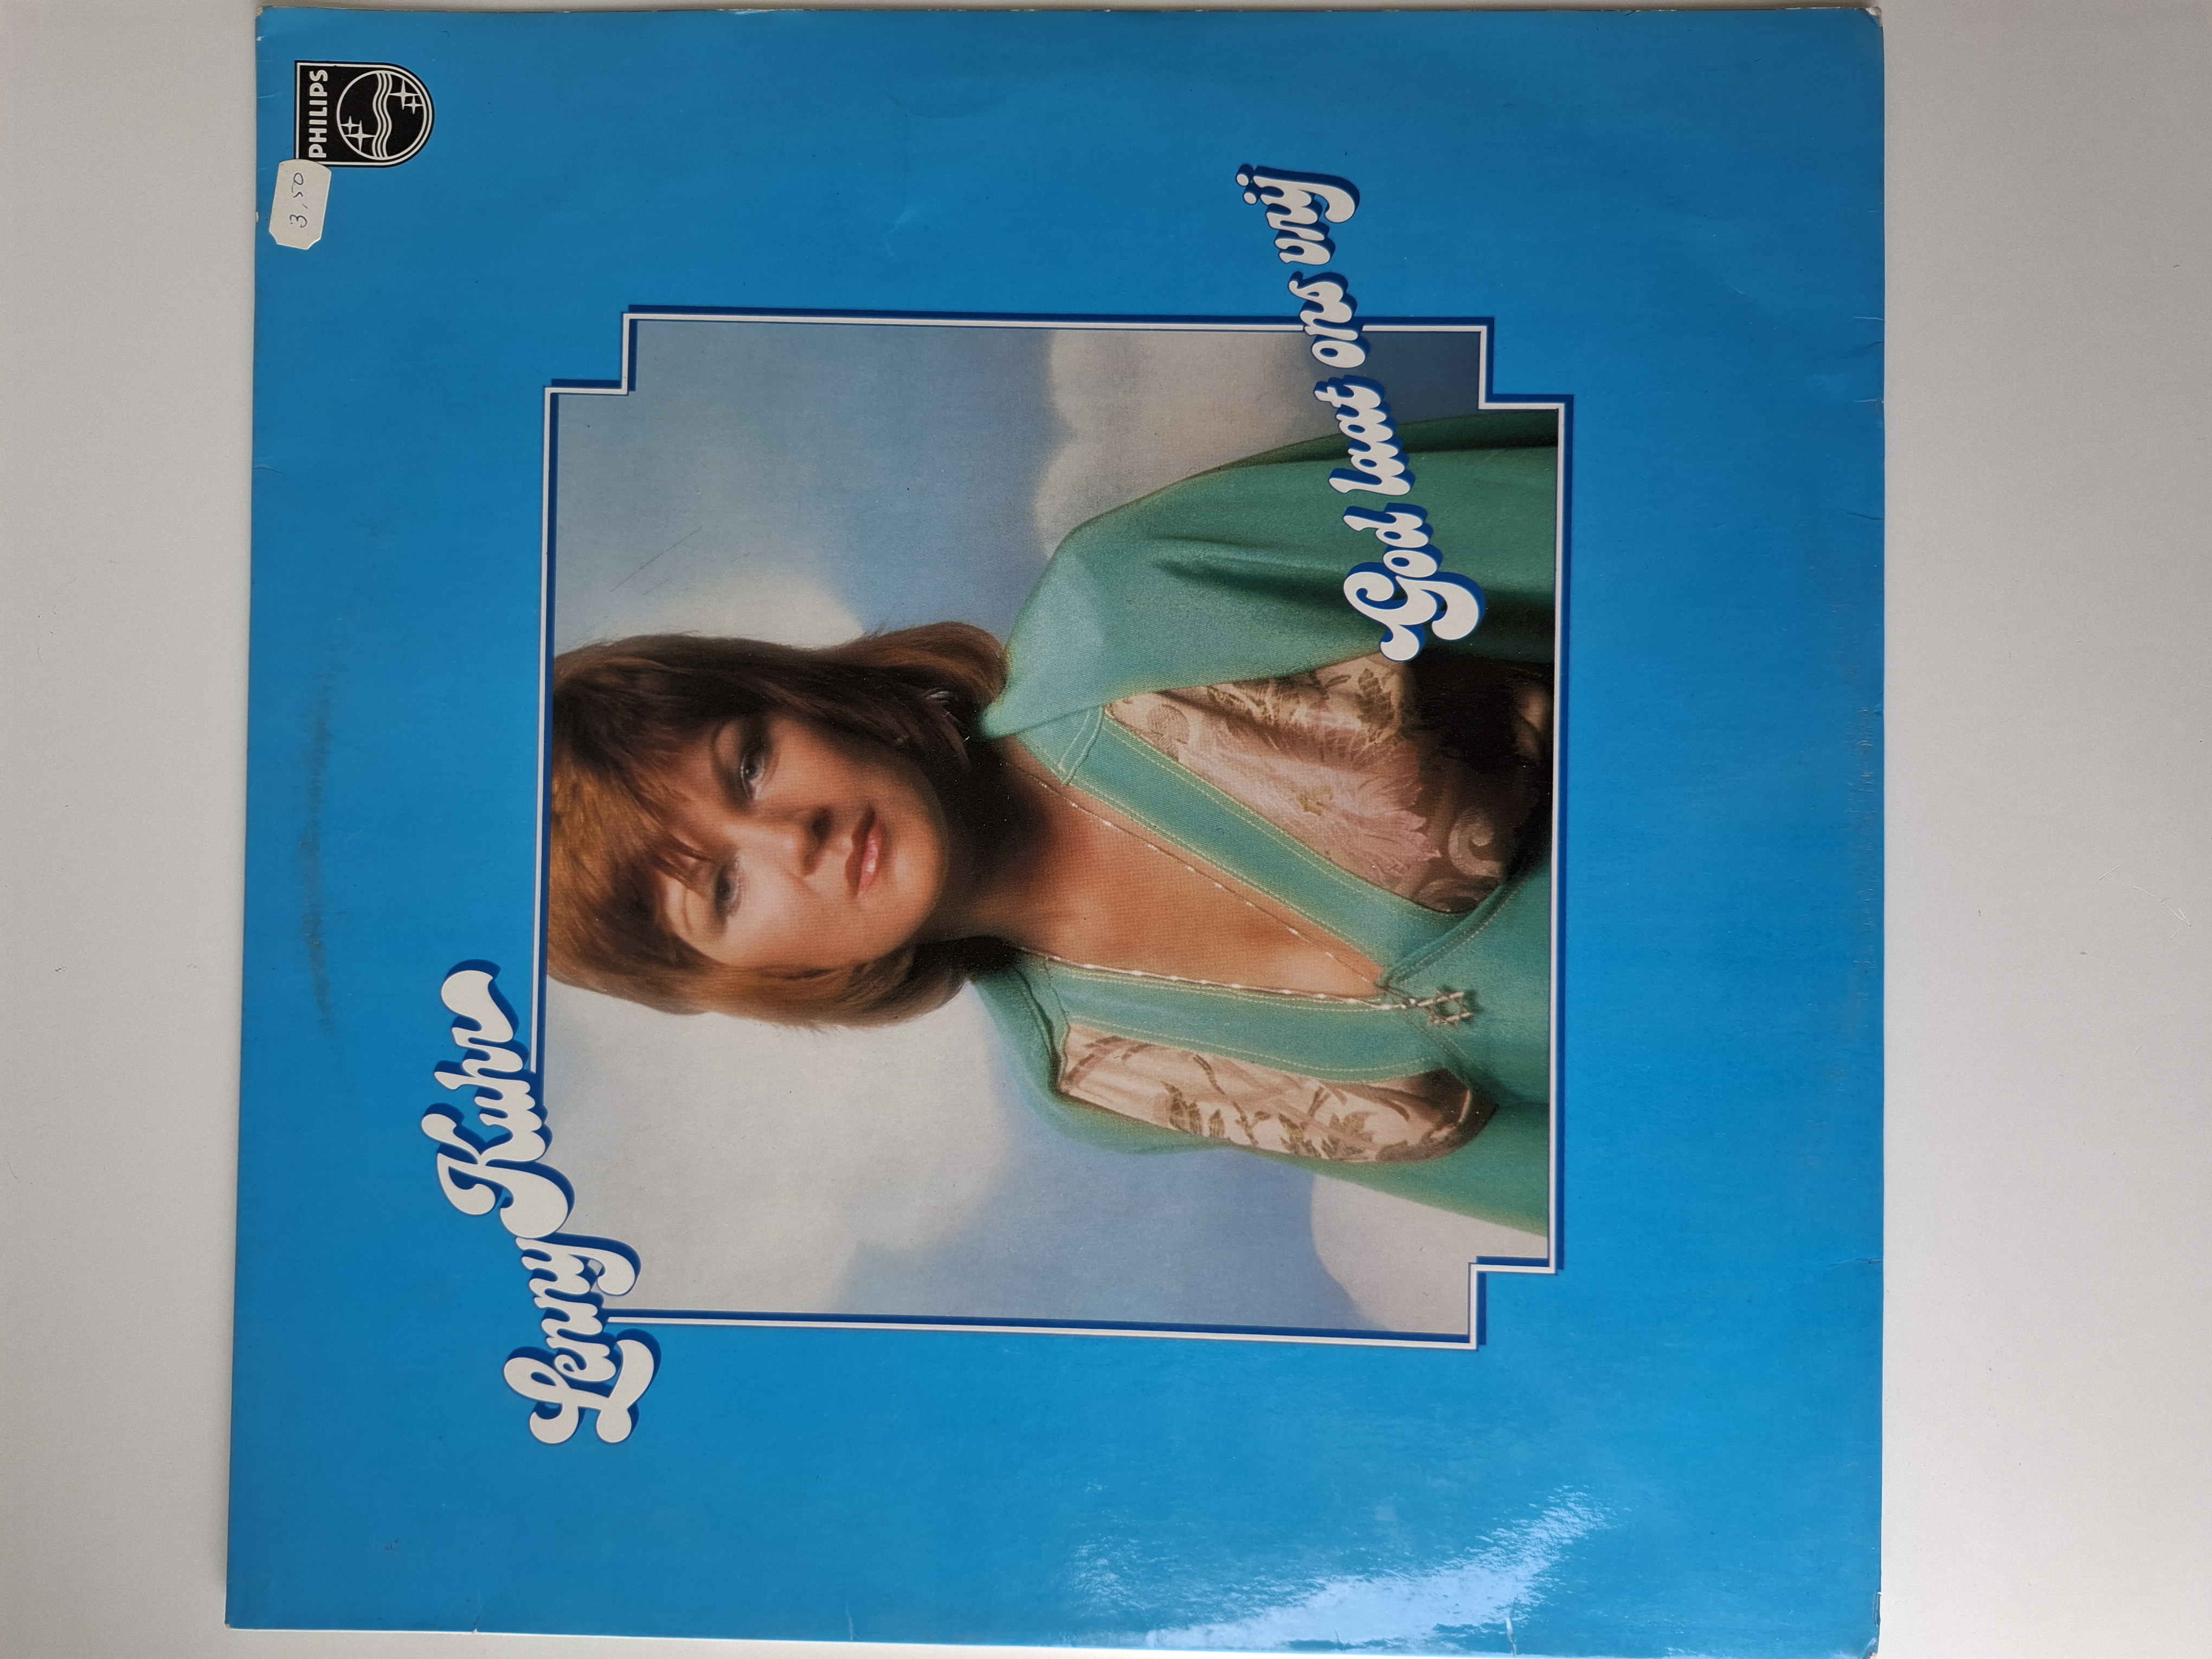 PHILIPS
3,50
Lenny Kuhr
God laat ons vrij